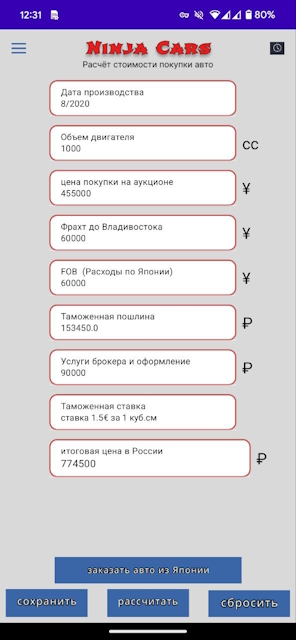 12:31
80%
Ninja Cars
Расчёт стоимости покупки авто
Дата производства
8/2020
Объем двигателя
1000
СС
цена покупки на аукционе
455000
¥
Фрахт до Владивостока
60000
¥
FOB (Расходы по Японии)
60000
¥
Таможенная пошлина
153450.0
₽
Услуги брокера и оформление
90000
₽
Таможенная ставка
ставка 1.5€ за 1 куб.см
итоговая цена в России
774500
₽
заказать авто из Японии
сохранить
рассчитать
сбросить